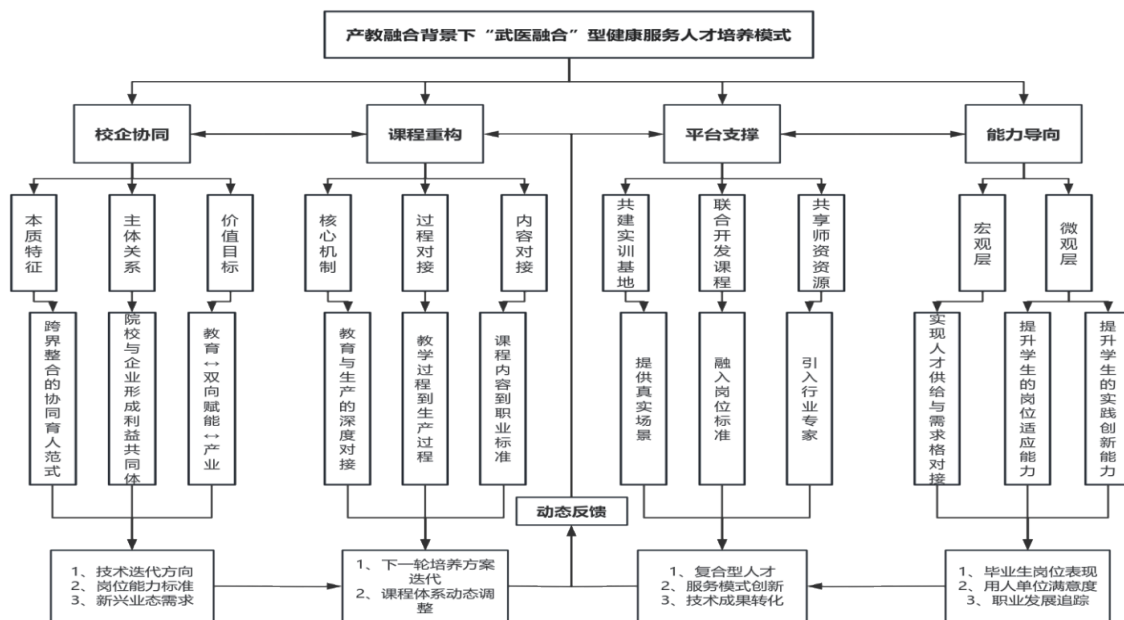 产教融合背景下“武医融合”型健康服务人才培养模式
校企协同
课程重构
平台支撑
能力导向
本质特征
主体关系
价值目标
核心机制
过程对接
内容对接
共建实训基地
联合开发课程
共享师资资源
宏观层
微观层
跨界整合的协同育人范式
院校与企业形成利益共同体
教育↔双向赋能↔产业
教育与生产的深度对接
教学过程到生产过程
课程内容到职业标准
提供真实场景
融入岗位标准
引入行业专家
实现人才供给与需求格对接
提升学生的岗位适应能力
提升学生的实践创新能力
动态反馈
1、技术迭代方向
2、岗位能力标准
3、新兴业态需求
1、下一轮培养方案
迭代
2、课程体系动态调
整
1、复合型人才
2、服务模式创新
3、技术成果转化
1、毕业生岗位表现
2、用人单位满意度
3、职业发展追踪